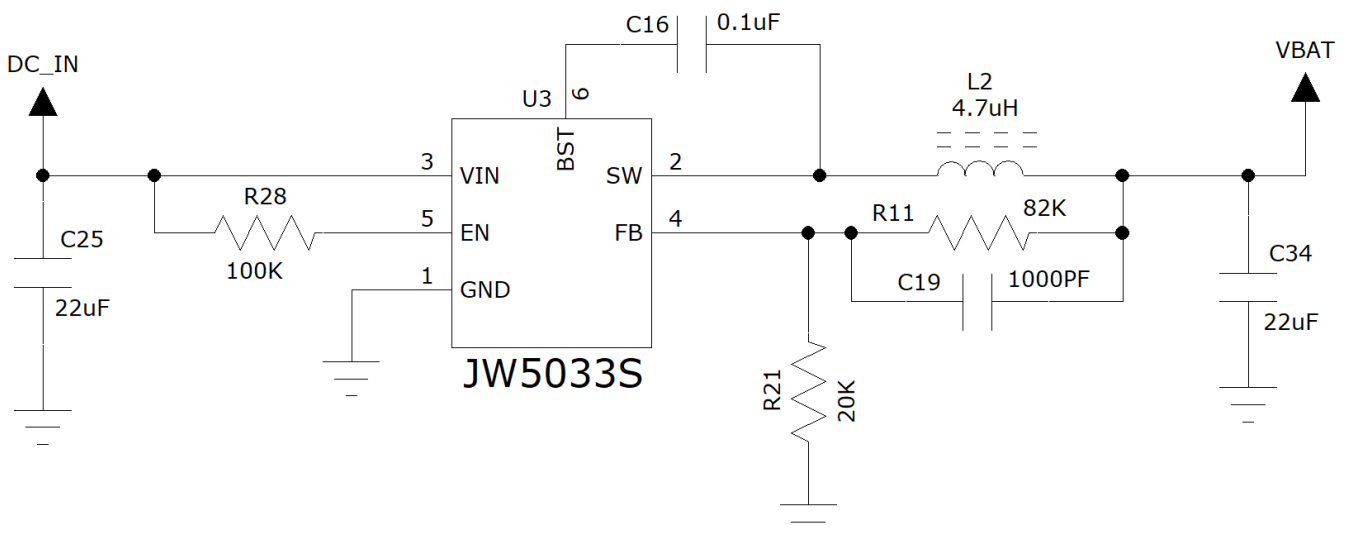 C16
0.1uF
DC_IN
VBAT
U3
6
BST
L2
4.7uH
3
VIN
SW
2
R28
100K
5
EN
FB
4
R11
82K
C25
22uF
1
GND
C19
1000PF
C34
22uF
JW5033S
R21
20K